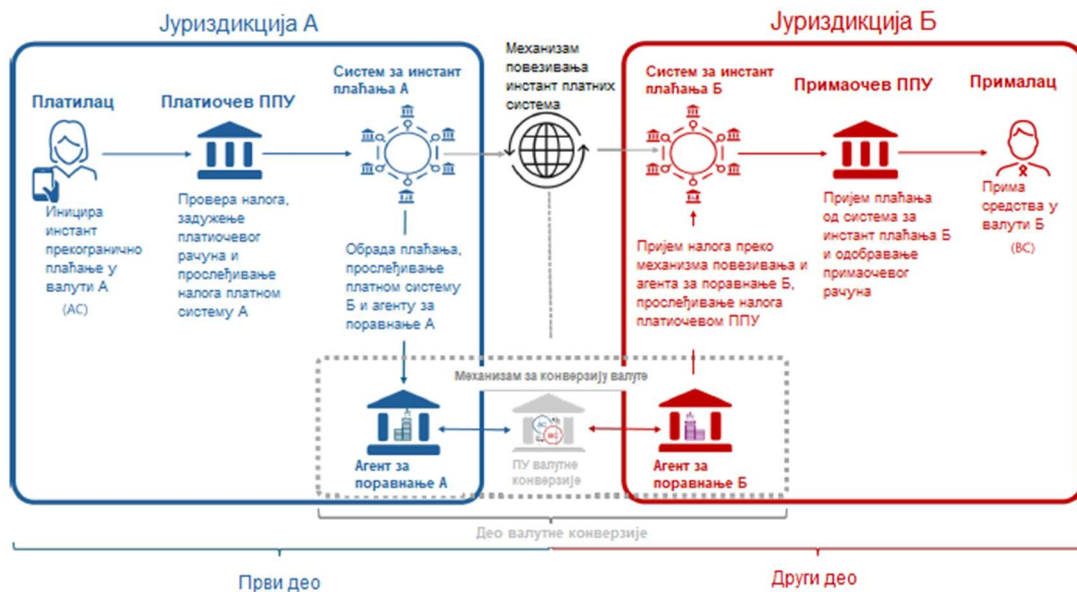 Јуриздикција А
Јуриздикција Б
Механизам
повезивања
инстант платних
система
Платилац
Платиочев ППУ
Систем за инстант
плаћања А
Систем за инстант
плаћања Б
Примаочев ППУ
Прималац
Иницира
инстант
прекогранично
плаћање у
валути А
(АС)
Провера налога,
задужење
платиочевог
рачуна и
прослеђивање
налога платном
систему А
Обрада плаћања,
прослеђивање
платном систему
Б и агенту за
поравнање А
Пријем налога преко
механизма повезивања и
агента за поравнање Б,
прослеђивање налога
платиочевом ППУ
Пријем плаћања
од система за
инстант плаћања Б
и одобравање
примаочевог
рачуна
Прима
средства у
валути Б
(BC)
Механизам за конверзију валуте
AC
BC
Агент за
поравнање А
ПУ валутне
конверзије
Агент за
поравнање Б
Део валутне конверзије
Први део
Други део